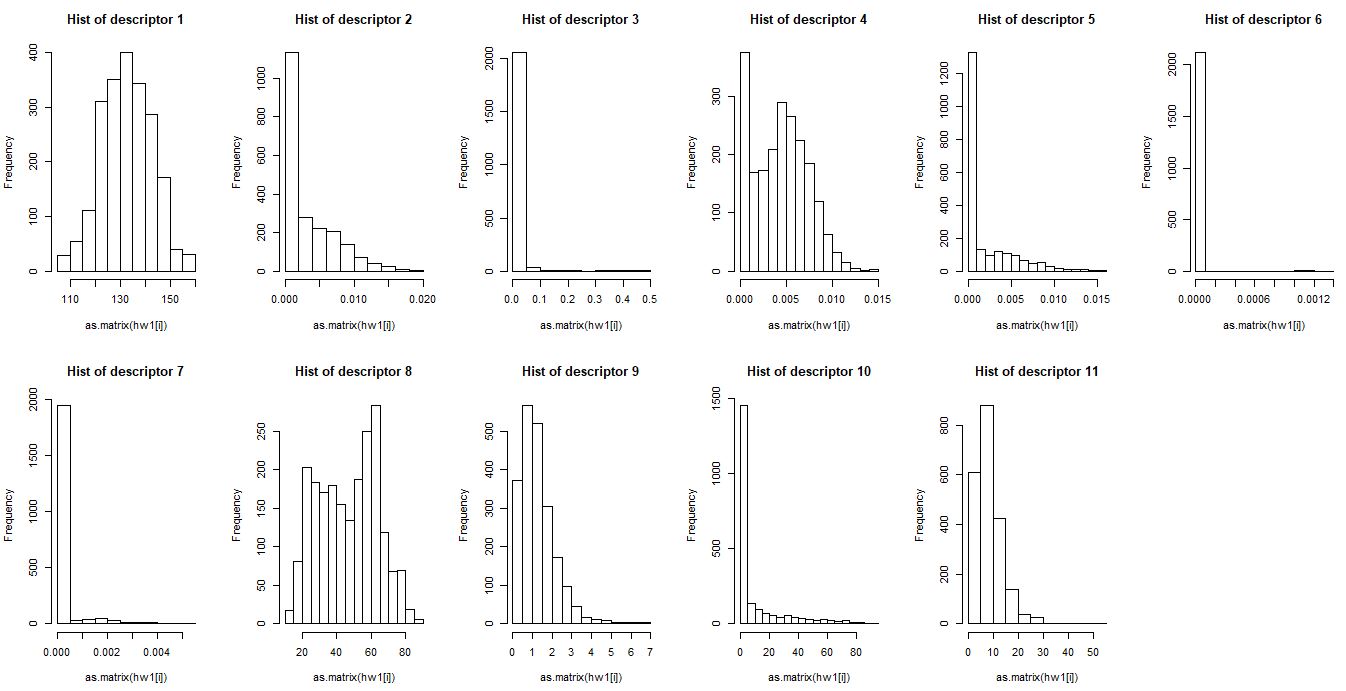 Hist of descriptor 1
Frequency
0 100 200 300 400
110 130 150
as.matrix(hw1[i])
Hist of descriptor 2
Frequency
0 200 400 600 800 1000
0.000 0.010 0.020
as.matrix(hw1[i])
Hist of descriptor 3
Frequency
0 500 1000 1500 2000
0.0 0.1 0.2 0.3 0.4 0.5
as.matrix(hw1[i])
Hist of descriptor 4
Frequency
0 100 200 300
0.000 0.005 0.010 0.015
as.matrix(hw1[i])
Hist of descriptor 5
Frequency
0 200 400 600 800 1000 1200
0.000 0.005 0.010 0.015
as.matrix(hw1[i])
Hist of descriptor 6
Frequency
0 500 1000 1500 2000
0.0000 0.0006 0.0012
as.matrix(hw1[i])
Hist of descriptor 7
Frequency
0 500 1000 1500 2000
0.000 0.002 0.004
as.matrix(hw1[i])
Hist of descriptor 8
Frequency
0 50 100 150 200 250
20 40 60 80
as.matrix(hw1[i])
Hist of descriptor 9
Frequency
0 100 200 300 400 500
0 1 2 3 4 5 6 7
as.matrix(hw1[i])
Hist of descriptor 10
Frequency
0 500 1000 1500
0 20 40 60 80
as.matrix(hw1[i])
Hist of descriptor 11
Frequency
0 200 400 600 800
0 10 20 30 40 50
as.matrix(hw1[i])